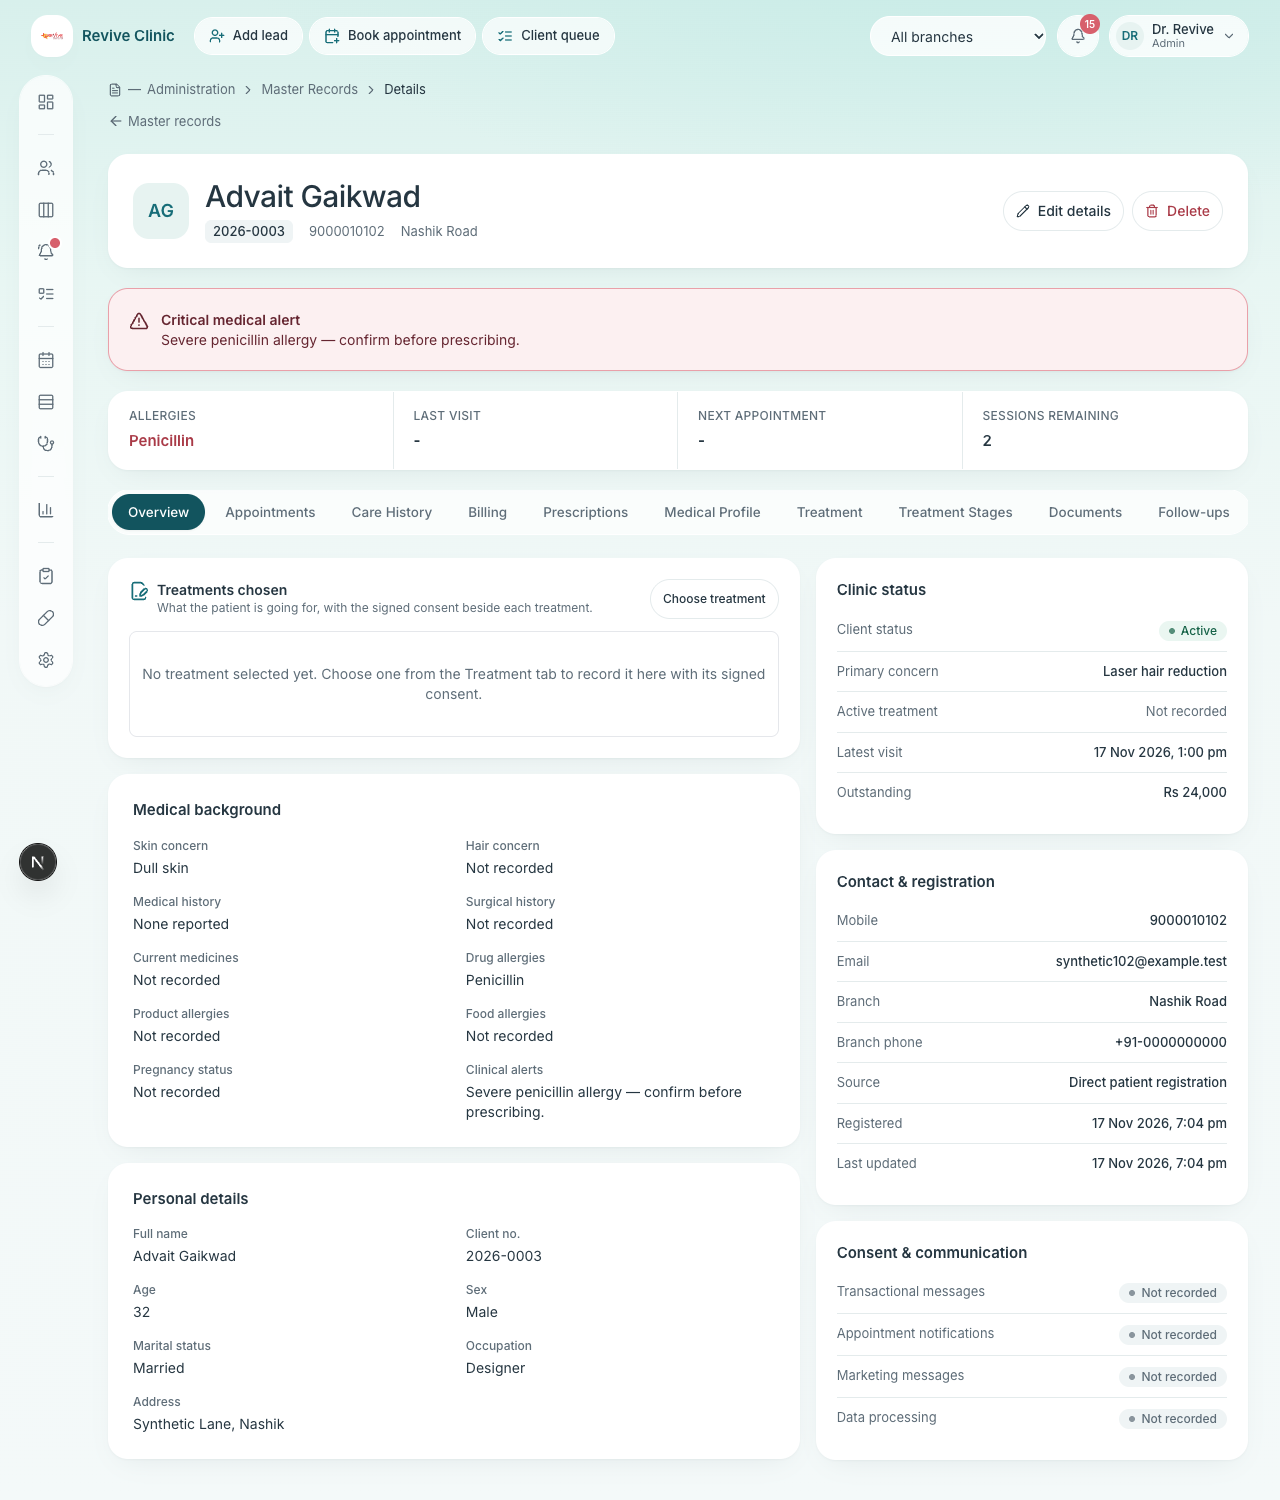 Revive Clinic
Add lead
Book appointment
Client queue
All branches
15
DR
Dr. Revive
Admin
— Administration > Master Records > Details
Master records
AG
Advait Gaikwad
2026-0003 9000010102 Nashik Road
Edit details
Delete
Critical medical alert
Severe penicillin allergy — confirm before prescribing.
ALLERGIES
Penicillin
LAST VISIT
-
NEXT APPOINTMENT
-
SESSIONS REMAINING
2
Overview
Appointments
Care History
Billing
Prescriptions
Medical Profile
Treatment
Treatment Stages
Documents
Follow-ups
Treatments chosen
What the patient is going for, with the signed consent beside each treatment.
Choose treatment
No treatment selected yet. Choose one from the Treatment tab to record it here with its signed
consent.
Medical background
Skin concern
Dull skin
Hair concern
Not recorded
Medical history
None reported
Surgical history
Not recorded
Current medicines
Not recorded
Drug allergies
Penicillin
Product allergies
Not recorded
Food allergies
Not recorded
Pregnancy status
Not recorded
Clinical alerts
Severe penicillin allergy — confirm before
prescribing.
Personal details
Full name
Advait Gaikwad
Client no.
2026-0003
Age
32
Sex
Male
Marital status
Married
Occupation
Designer
Address
Synthetic Lane, Nashik
Clinic status
Client status Active
Primary concern Laser hair reduction
Active treatment Not recorded
Latest visit 17 Nov 2026, 1:00 pm
Outstanding Rs 24,000
Contact & registration
Mobile 9000010102
Email synthetic102@example.test
Branch Nashik Road
Branch phone +91-0000000000
Source Direct patient registration
Registered 17 Nov 2026, 7:04 pm
Last updated 17 Nov 2026, 7:04 pm
Consent & communication
Transactional messages Not recorded
Appointment notifications Not recorded
Marketing messages Not recorded
Data processing Not recorded
N